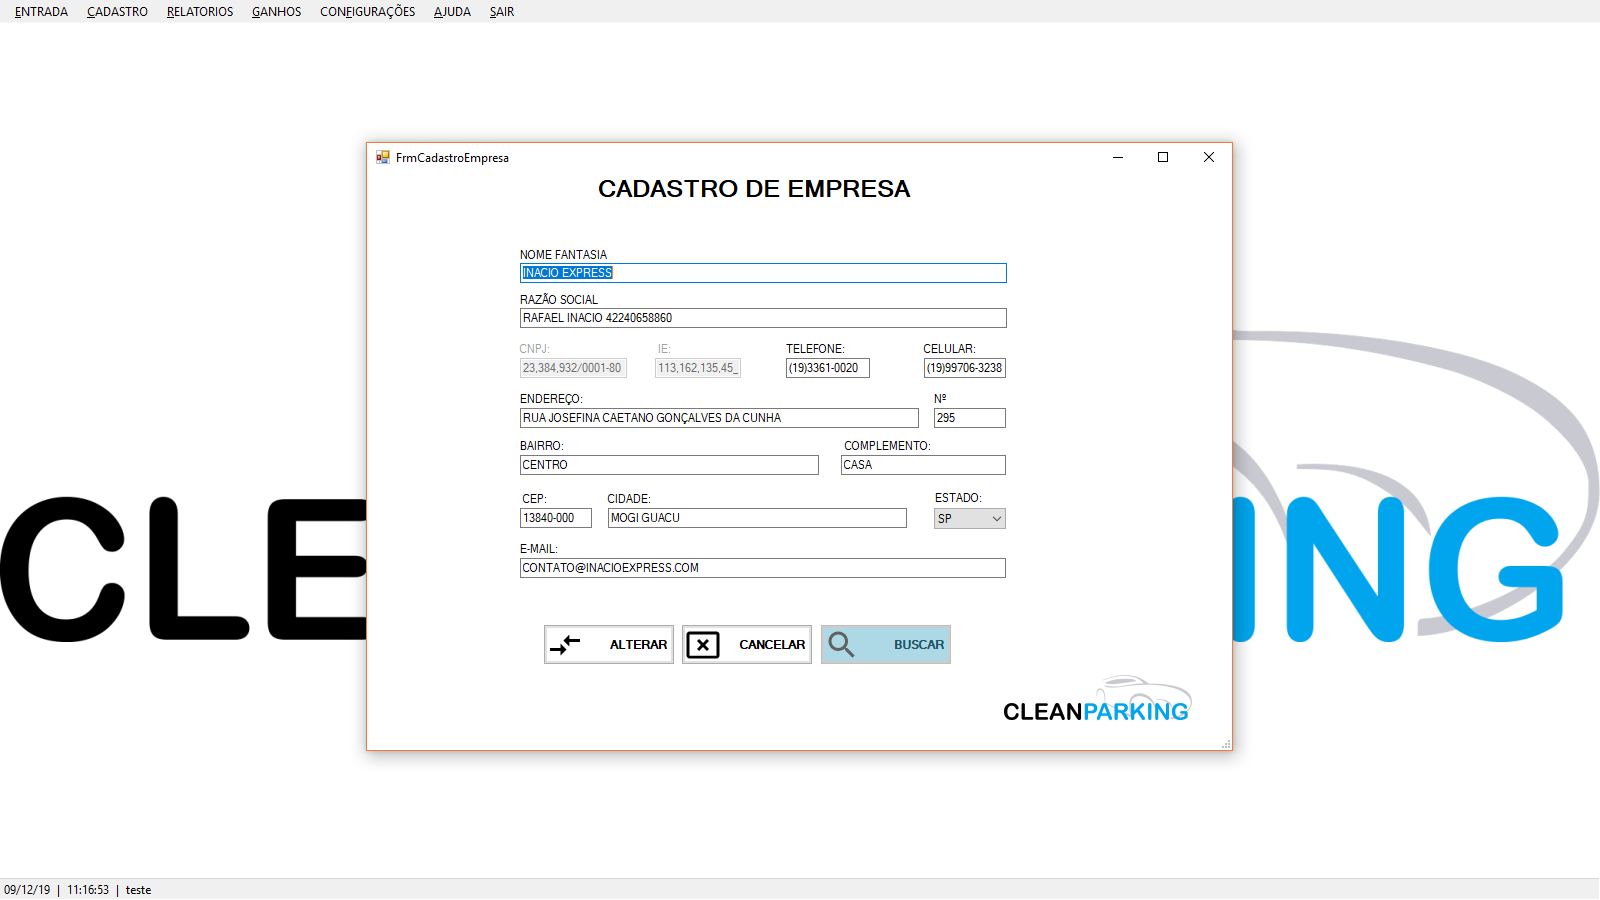 ENTRADA CADASTRO RELATORIOS GANHOS CONFIGURAÇÕES AJUDA SAIR
FrmCadastroEmpresa
CADASTRO DE EMPRESA
NOME FANTASIA
INACIO EXPRESS
RAZÃO SOCIAL
RAFAEL INACIO 42240658860
CNPJ: IE: TELEFONE: CELULAR:
23,384,932/0001-80 113,162,135,45_ (19)3361-0020 (19)99706-3238
ENDEREÇO: Nº
RUA JOSEFINA CAETANO GONÇALVES DA CUNHA 295
BAIRRO: COMPLEMENTO:
CENTRO CASA
CEP: CIDADE: ESTADO:
13840-000 MOGI GUACU SP
E-MAIL:
CONTATO@INACIOEXPRESS.COM
ALTERAR CANCELAR BUSCAR
CLEANPARKING
CLE ING
09/12/19 | 11:16:53 | teste